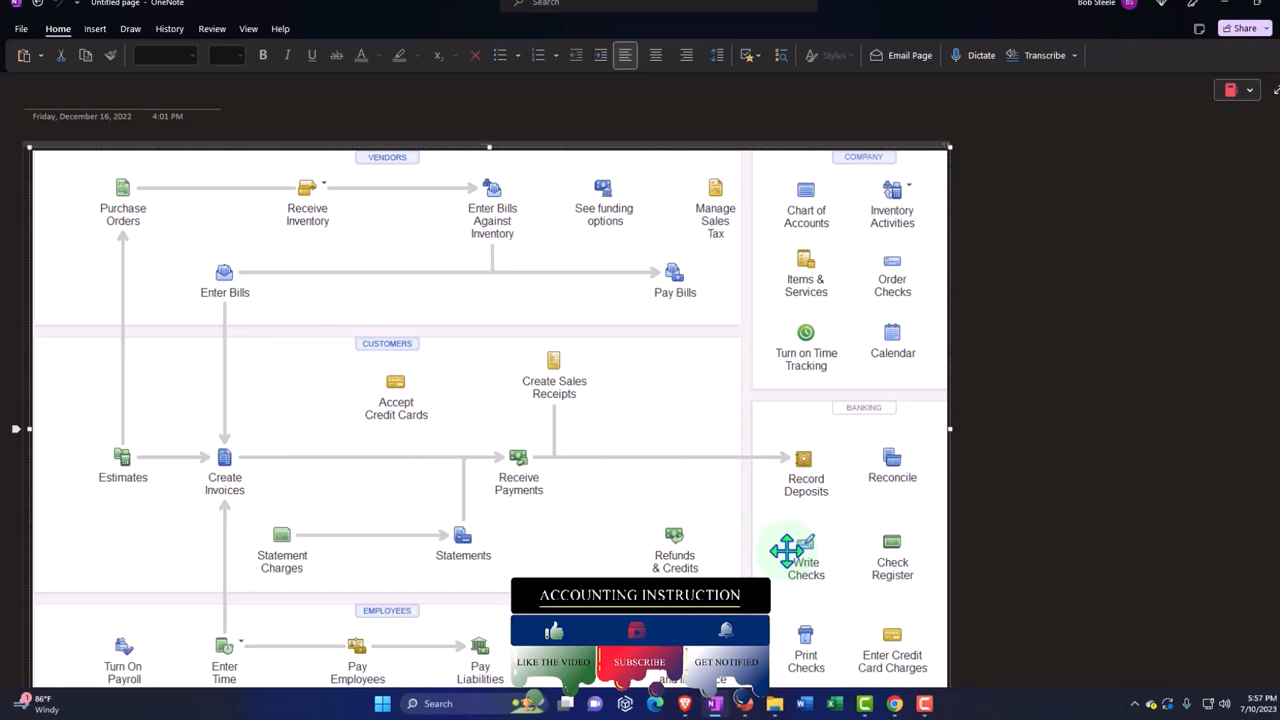 Untitled page - OneNote
Search
Bob Steele
BS
File Home Insert Draw History Review View Help
Share
Styles Email Page Dictate Transcribe
Friday, December 16, 2022 4:01 PM
VENDORS
Purchase
Orders
Receive
Inventory
Enter Bills
Against
Inventory
See funding
options
Manage
Sales
Tax
Enter Bills
Pay Bills
COMPANY
Chart of
Accounts
Inventory
Activities
Items &
Services
Order
Checks
Turn on Time
Tracking
Calendar
CUSTOMERS
Create Sales
Receipts
Accept
Credit Cards
Estimates
Create
Invoices
Receive
Payments
Statement
Charges
Statements
Refunds
& Credits
BANKING
Record
Deposits
Reconcile
Write
Checks
Check
Register
Print
Checks
Enter Credit
Card Charges
EMPLOYEES
Turn On
Payroll
Enter
Time
Pay
Employees
Pay
Liabilities
ACCOUNTING INSTRUCTION
LIKE THE VIDEO SUBSCRIBE GET NOTIFIED
86°F
Windy
Search
5:57 PM
7/10/2023